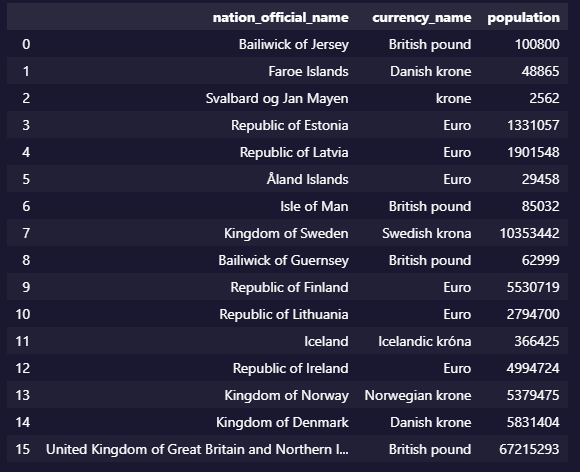 nation_official_name currency_name population
0 Bailiwick of Jersey British pound 100800
1 Faroe Islands Danish krone 48865
2 Svalbard og Jan Mayen krone 2562
3 Republic of Estonia Euro 1331057
4 Republic of Latvia Euro 1901548
5 Åland Islands Euro 29458
6 Isle of Man British pound 85032
7 Kingdom of Sweden Swedish krona 10353442
8 Bailiwick of Guernsey British pound 62999
9 Republic of Finland Euro 5530719
10 Republic of Lithuania Euro 2794700
11 Iceland Icelandic króna 366425
12 Republic of Ireland Euro 4994724
13 Kingdom of Norway Norwegian krone 5379475
14 Kingdom of Denmark Danish krone 5831404
15 United Kingdom of Great Britain and Northern I... British pound 67215293